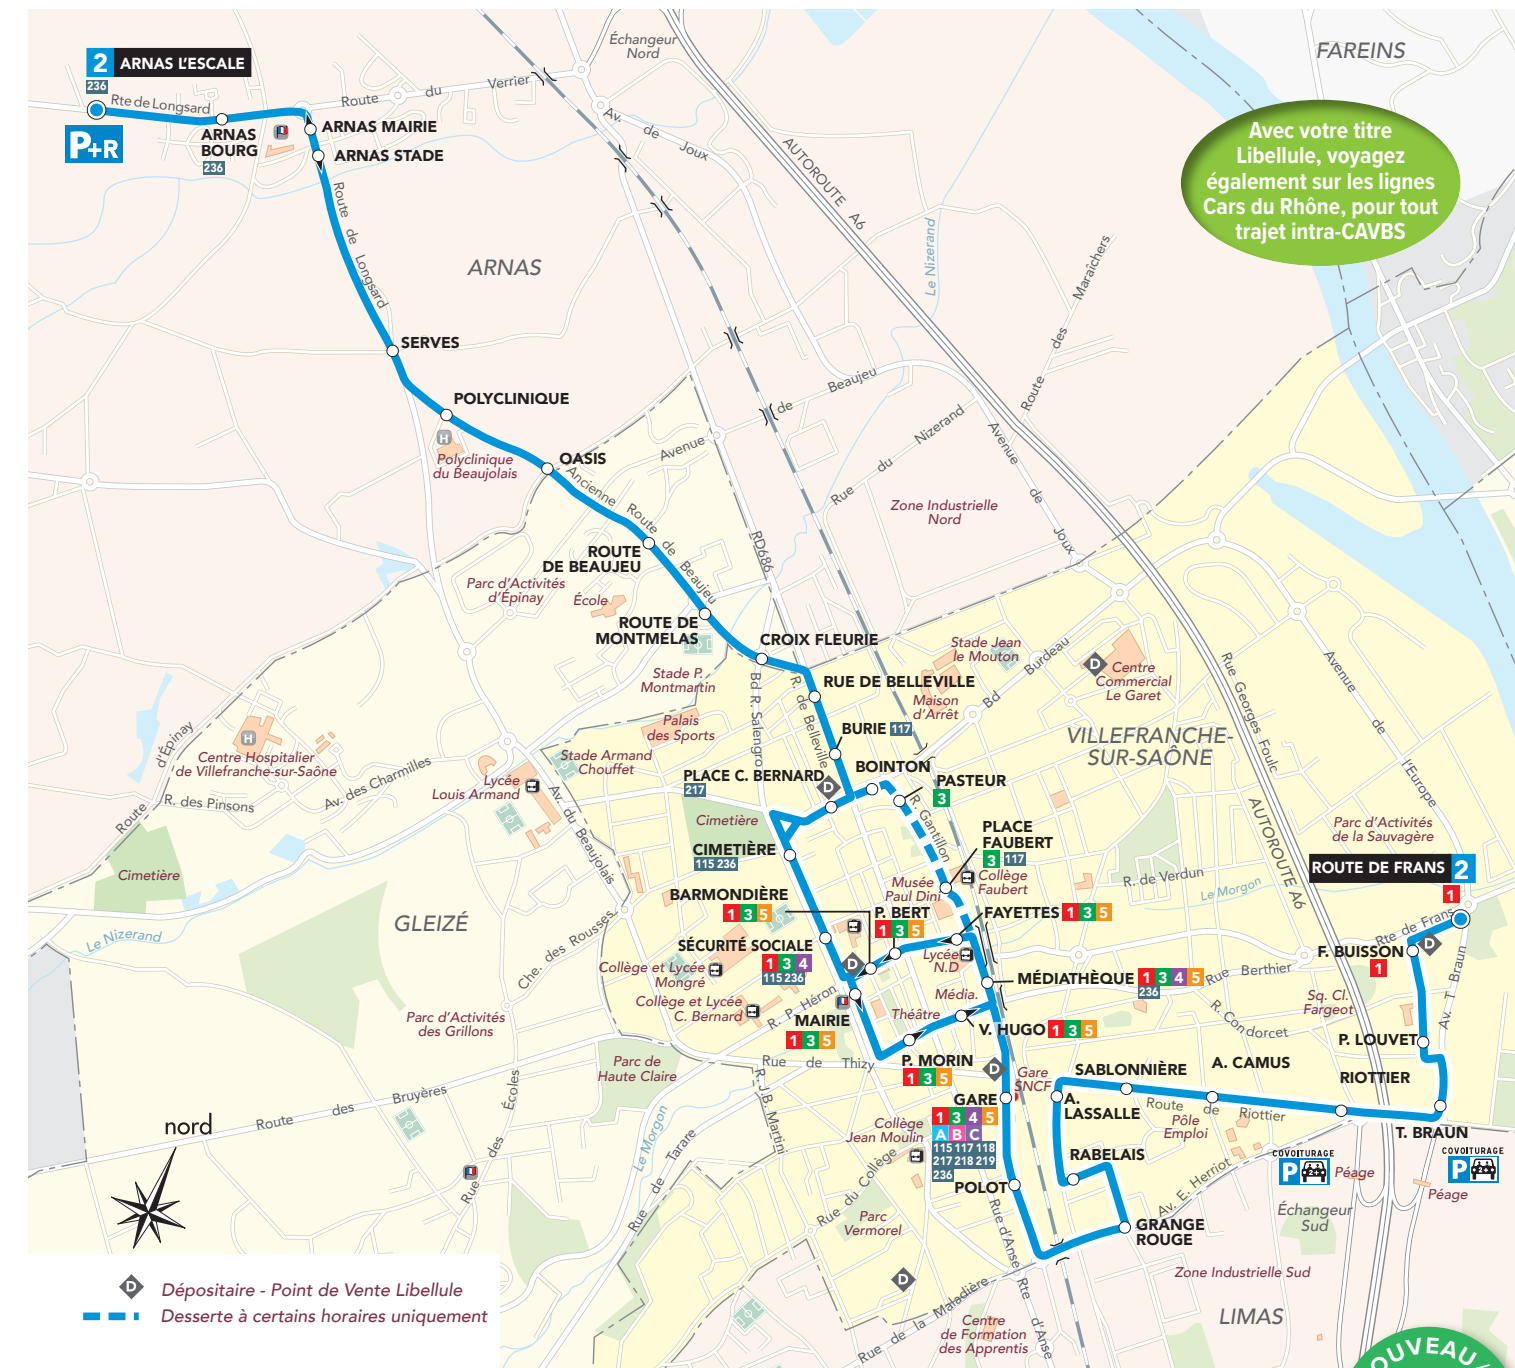 2 ARNAS L'ESCALE
236
P+R
Rte de Longsard
ARNAS
BOURG
236
ARNAS MAIRIE
ARNAS STADE
Route du Verrier
Échangeur
Nord
Av. de Joux
AUTOROUTE A6
FAREINS
Avec votre titre
Libellule, voyagez
également sur les lignes
Cars du Rhône, pour tout
trajet intra-CAVBS
Route de Longsard
ARNAS
Le Nizerand
Route des Maraîchers
SERVES
POLYCLINIQUE
H
Polyclinique
du Beaujolais
OASIS
Avenue de Beaujeu
Rue du Nizerand
Avenue de Joux
Zone Industrielle
Nord
Ancienne Route de Beaujeu
RD686
ROUTE
DE BEAUJEU
Parc d'Activités
d'Épinay
École
ROUTE DE
MONTMELAS
CROIX FLEURIE
Stade P.
Montmartin
Bd R. Salengro
R. de Belleville
RUE DE BELLEVILLE
Stade Jean
le Mouton
Maison
d'Arrêt
Bd Burdeau
D
Centre
Commercial
Le Garet
Rue Georges Foulc
Avenue de l'Europe
Palais
des Sports
BURIE 117
VILLEFRANCHE-
SUR-SAÔNE
H
Centre Hospitalier
de Villefranche-sur-Saône
Route d'Épinay
R. des Pinsons
Av. des Charmilles
Lycée
Louis Armand
Stade Armand
Chouffet
Av. du Beaujolais
PLACE C. BERNARD
217
D
BOINTON
PASTEUR
3
R. Gantillon
Cimetière
CIMETIÈRE
115 236
PLACE
FAUBERT
3 117
Collège
Faubert
Musée
Paul Dini
R. de Verdun
Le Morgon
AUTOROUTE A6
Parc d'Activités
de la Sauvagère
ROUTE DE FRANS 2
1
Rte de Frans
Cimetière
GLEIZÉ
Le Nizerand
Che. des Rousses
BARMONDIÈRE
1 3 5
P. BERT
1 3 5
FAYETTES 1 3 5
SÉCURITÉ SOCIALE
1 3 4
115 236
D
Lycée
N.D
F. BUISSON
1
D
Collège et Lycée
Mongré
Collège et Lycée
C. Bernard
R. P. Héron
MÉDIATHÈQUE 1 3 4 5
236
Rue Berthier
Média.
Théâtre
MAIRIE
1 3 5
V. HUGO 1 3 5
R. Condorcet
Sq. Cl.
Fargeot
Av. T. Braun
P. LOUVET
Parc d'Activités
des Grillons
Parc de
Haute Claire
Rue de Thizy
P. MORIN
1 3 5
D
Gare
SNCF
SABLONNIÈRE
A. CAMUS
RIOTTIER
Route des Bruyères
Rue des Écoles
R. J.B. Martini
Le Morgon
Rue de Tarare
GARE
1 3 4 5
A B C
115 117 118
217 218 219
236
A.
LASSALLE
Route de Riottier
Pôle
Emploi
T. BRAUN
Collège
Jean Moulin
Rue du Collège
Parc
Vermorel
POLOT
RABELAIS
COVOITURAGE
P
Péage
COVOITURAGE
P
Péage
Av. E. Herriot
Échangeur
Sud
GRANGE
ROUGE
Rue d'Anse
Rte d'Anse
nord
D
Rue de la Maladière
Zone Industrielle Sud
LIMAS
Centre
de Formation
des Apprentis
D Dépositaire - Point de Vente Libellule
Desserte à certains horaires uniquement